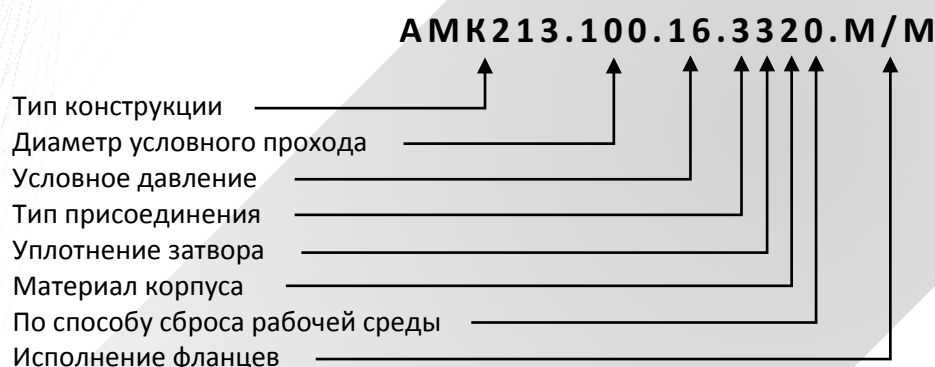 АМК213.100.16.3320.М/М
Тип конструкции
Диаметр условного прохода
Условное давление
Тип присоединения
Уплотнение затвора
Материал корпуса
По способу сброса рабочей среды
Исполнение фланцев